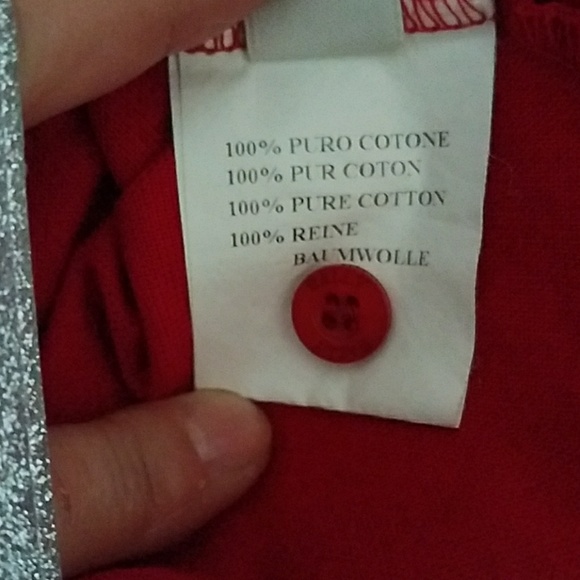 100% PURO COTONE
100% PUR COTON
100% PURE COTTON
100% REINE
BAUMWOLLE